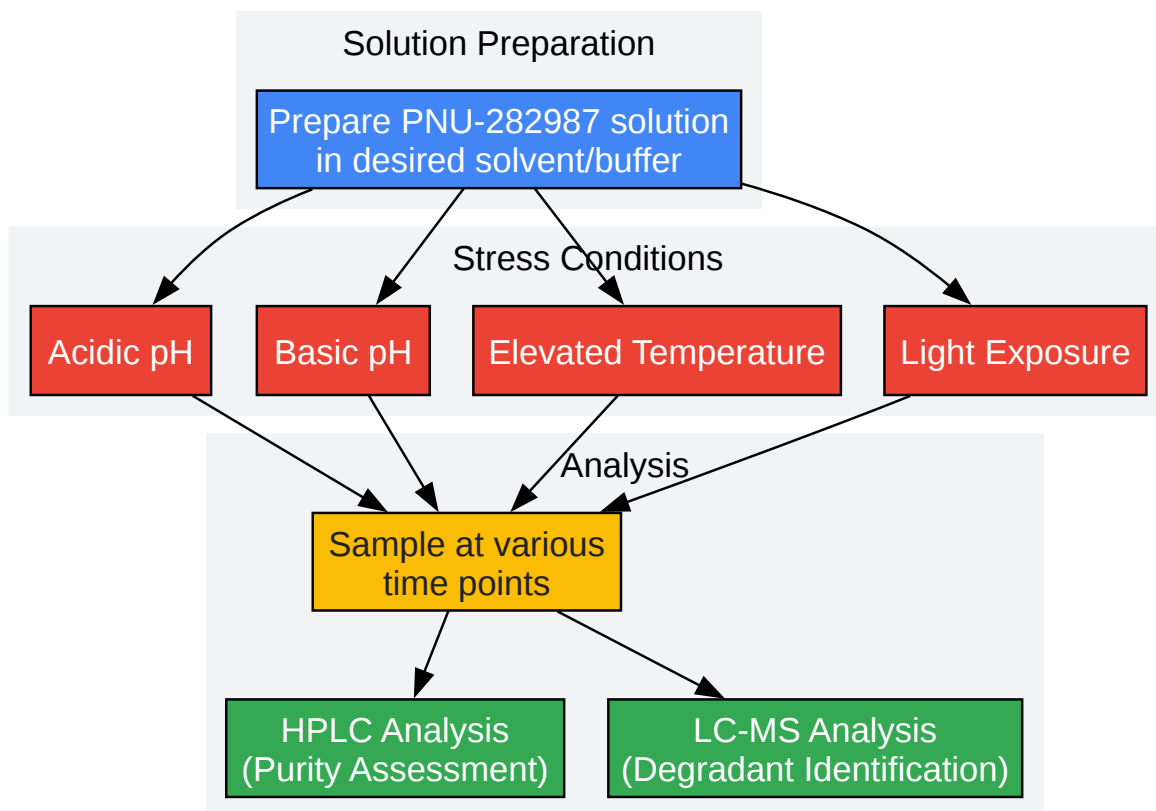 Solution Preparation
Prepare PNU-282987 solution
in desired solvent/buffer
Stress Conditions
Acidic pH
Basic pH
Elevated Temperature
Light Exposure
Analysis
Sample at various
time points
HPLC Analysis
(Purity Assessment)
LC-MS Analysis
(Degradant Identification)